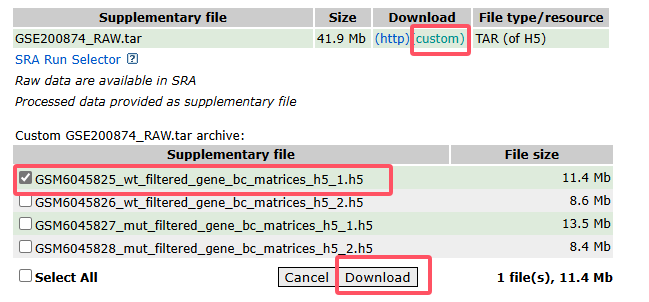 Supplementary file Size Download File type/resource
GSE200874_RAW.tar 41.9 Mb (http)(custom) TAR (of H5)
SRA Run Selector ?
Raw data are available in SRA
Processed data provided as supplementary file
Custom GSE200874_RAW.tar archive:
Supplementary file File size
GSM6045825_wt_filtered_gene_bc_matrices_h5_1.h5 11.4 Mb
GSM6045826_wt_filtered_gene_bc_matrices_h5_2.h5 8.6 Mb
GSM6045827_mut_filtered_gene_bc_matrices_h5_1.h5 13.5 Mb
GSM6045828_mut_filtered_gene_bc_matrices_h5_2.h5 8.4 Mb
Select All Cancel Download 1 file(s), 11.4 Mb